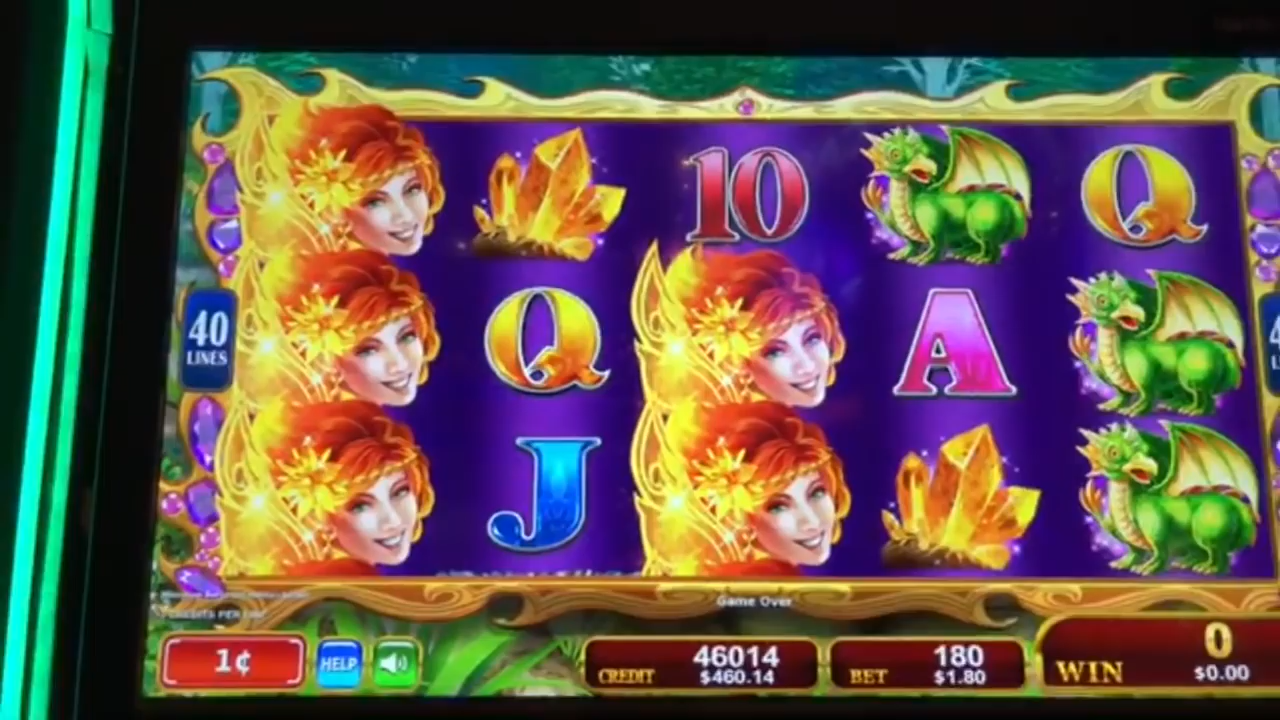 10 Q
40
LINES
Q A
J
Game Over
1¢ HELP
46014
CREDIT $460.14
180
BET $1.80
0
WIN $0.00